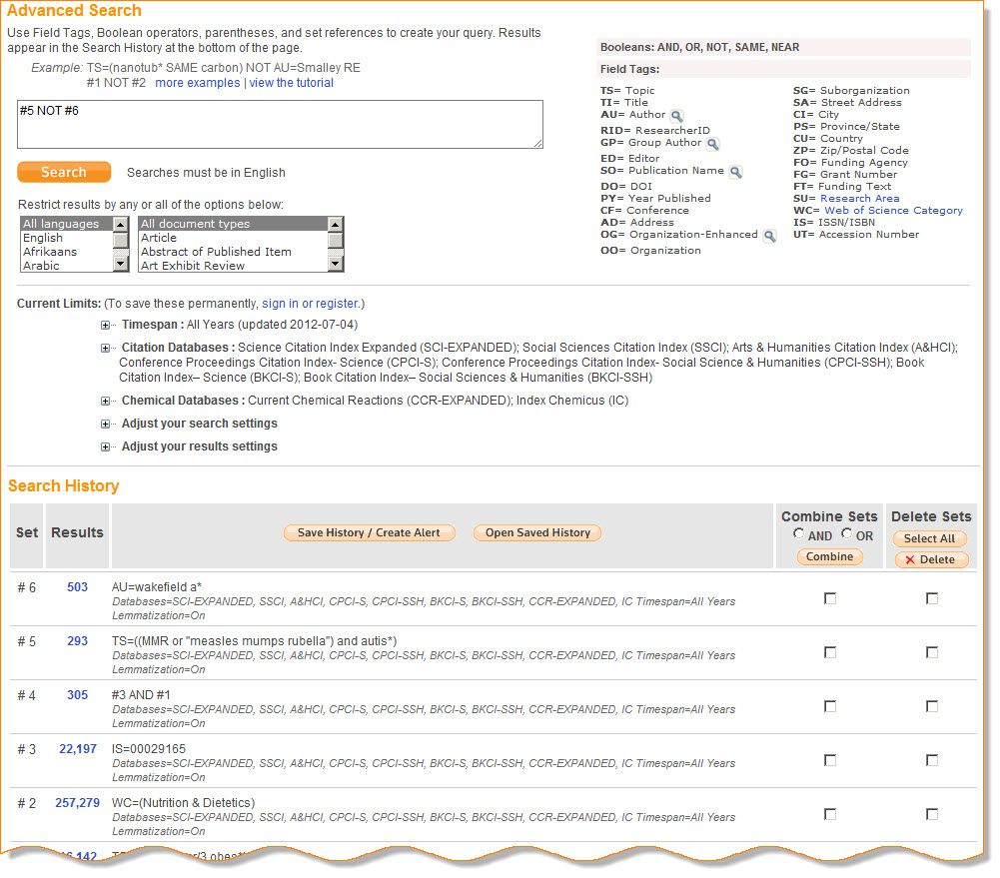 Advanced Search
Use Field Tags, Boolean operators, parentheses, and set references to create your query. Results
appear in the Search History at the bottom of the page.
Example: TS=(nanotub* SAME carbon) NOT AU=Smalley RE
#1 NOT #2 more examples | view the tutorial
#5 NOT #6
Search
Searches must be in English
Restrict results by any or all of the options below:
All languages
English
Afrikaans
Arabic
All document types
Article
Abstract of Published Item
Art Exhibit Review
Booleans: AND, OR, NOT, SAME, NEAR
Field Tags:
TS= Topic
TI= Title
AU= Author
RID= ResearcherID
GP= Group Author
ED= Editor
SO= Publication Name
DO= DOI
PY= Year Published
CF= Conference
AD= Address
OG= Organization-Enhanced
OO= Organization
SG= Suborganization
SA= Street Address
CI= City
PS= Province/State
CU= Country
ZP= Zip/Postal Code
FO= Funding Agency
FG= Grant Number
FT= Funding Text
SU= Research Area
WC= Web of Science Category
IS= ISSN/ISBN
UT= Accession Number
Current Limits: (To save these permanently, sign in or register.)
Timespan : All Years (updated 2012-07-04)
Citation Databases : Science Citation Index Expanded (SCI-EXPANDED); Social Sciences Citation Index (SSCI); Arts & Humanities Citation Index (A&HCI);
Conference Proceedings Citation Index- Science (CPCI-S); Conference Proceedings Citation Index- Social Science & Humanities (CPCI-SSH); Book
Citation Index– Science (BKCI-S); Book Citation Index– Social Sciences & Humanities (BKCI-SSH)
Chemical Databases : Current Chemical Reactions (CCR-EXPANDED); Index Chemicus (IC)
Adjust your search settings
Adjust your results settings
Search History
Set
Results
Save History / Create Alert
Open Saved History
Combine Sets
AND OR
Combine
Delete Sets
Select All
Delete
# 6 503 AU=wakefield a*
Databases=SCI-EXPANDED, SSCI, A&HCI, CPCI-S, CPCI-SSH, BKCI-S, BKCI-SSH, CCR-EXPANDED, IC Timespan=All Years
Lemmatization=On
# 5 293 TS=((MMR or "measles mumps rubella") and autis*)
Databases=SCI-EXPANDED, SSCI, A&HCI, CPCI-S, CPCI-SSH, BKCI-S, BKCI-SSH, CCR-EXPANDED, IC Timespan=All Years
Lemmatization=On
# 4 305 #3 AND #1
Databases=SCI-EXPANDED, SSCI, A&HCI, CPCI-S, CPCI-SSH, BKCI-S, BKCI-SSH, CCR-EXPANDED, IC Timespan=All Years
Lemmatization=On
# 3 22,197 IS=00029165
Databases=SCI-EXPANDED, SSCI, A&HCI, CPCI-S, CPCI-SSH, BKCI-S, BKCI-SSH, CCR-EXPANDED, IC Timespan=All Years
Lemmatization=On
# 2 257,279 WC=(Nutrition & Dietetics)
Databases=SCI-EXPANDED, SSCI, A&HCI, CPCI-S, CPCI-SSH, BKCI-S, BKCI-SSH, CCR-EXPANDED, IC Timespan=All Years
Lemmatization=On